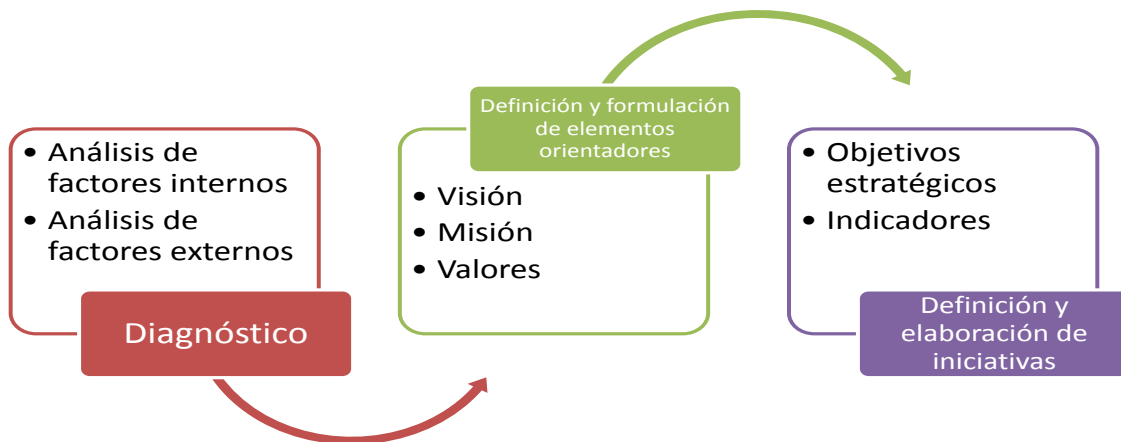 • Análisis de
factores internos
• Análisis de
factores externos
Diagnóstico
Definición y formulación
de elementos
orientadores
• Visión
• Misión
• Valores
• Objetivos
estratégicos
• Indicadores
Definición y
elaboración de
iniciativas